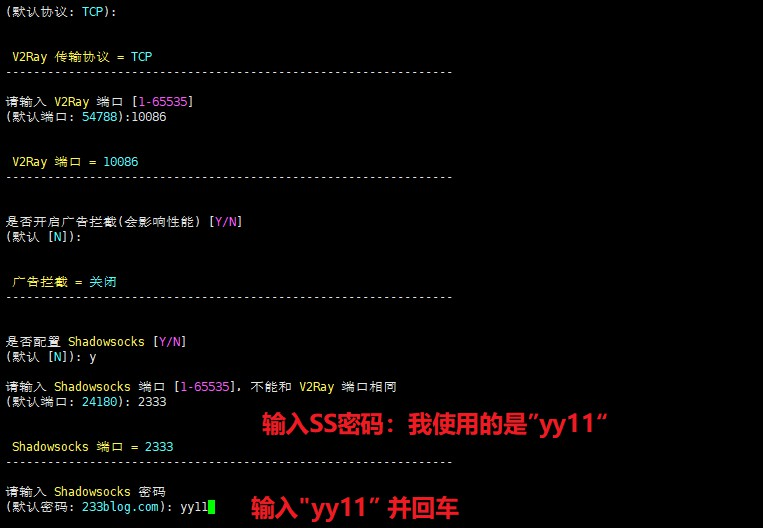 (默认协议: TCP):
V2Ray 传输协议 = TCP
----------------------------------------------------------------
请输入 V2Ray 端口 [1-65535]
(默认端口: 54788):10086
V2Ray 端口 = 10086
----------------------------------------------------------------
是否开启广告拦截(会影响性能) [Y/N]
(默认 [N]):
广告拦截 = 关闭
----------------------------------------------------------------
是否配置 Shadowsocks [Y/N]
(默认 [N]): y
请输入 Shadowsocks 端口 [1-65535], 不能和 V2Ray 端口相同
(默认端口: 24180): 2333
输入SS密码：我使用的是”yy11“
Shadowsocks 端口 = 2333
----------------------------------------------------------------
请输入 Shadowsocks 密码
(默认密码: 233blog.com): yy11
输入"yy11” 并回车